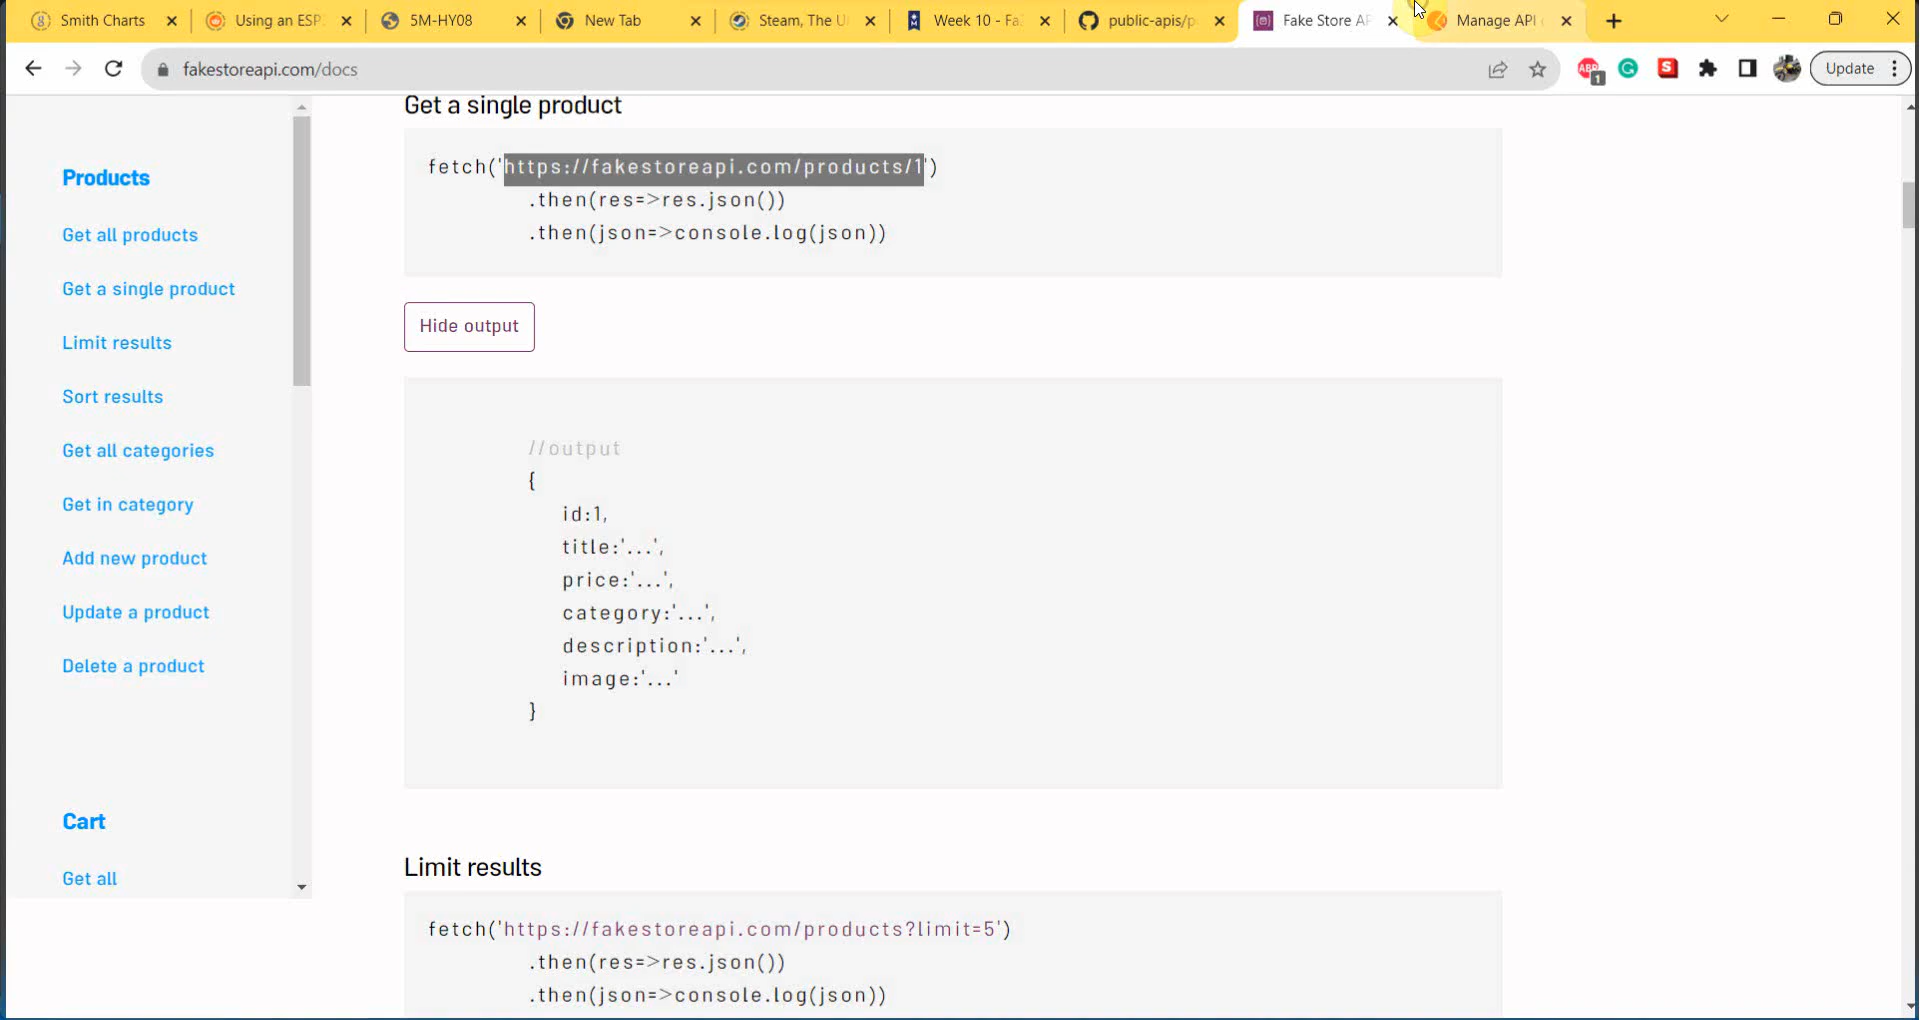 Smith Charts
Using an ESP
5M-HY08
New Tab
Steam, The U
Week 10 - Fa
public-apis/p
Fake Store AP
Manage API
fakestoreapi.com/docs
ABP
1
G
S
Update
Products
Get all products
Get a single product
Limit results
Sort results
Get all categories
Get in category
Add new product
Update a product
Delete a product
Cart
Get all
Get a single product
fetch('https://fakestoreapi.com/products/1')
.then(res=>res.json())
.then(json=>console.log(json))
Hide output
//output
{
id:1,
title:'...',
price:'...',
category:'...',
description:'...',
image:'...'
}
Limit results
fetch('https://fakestoreapi.com/products?limit=5')
.then(res=>res.json())
.then(json=>console.log(json))